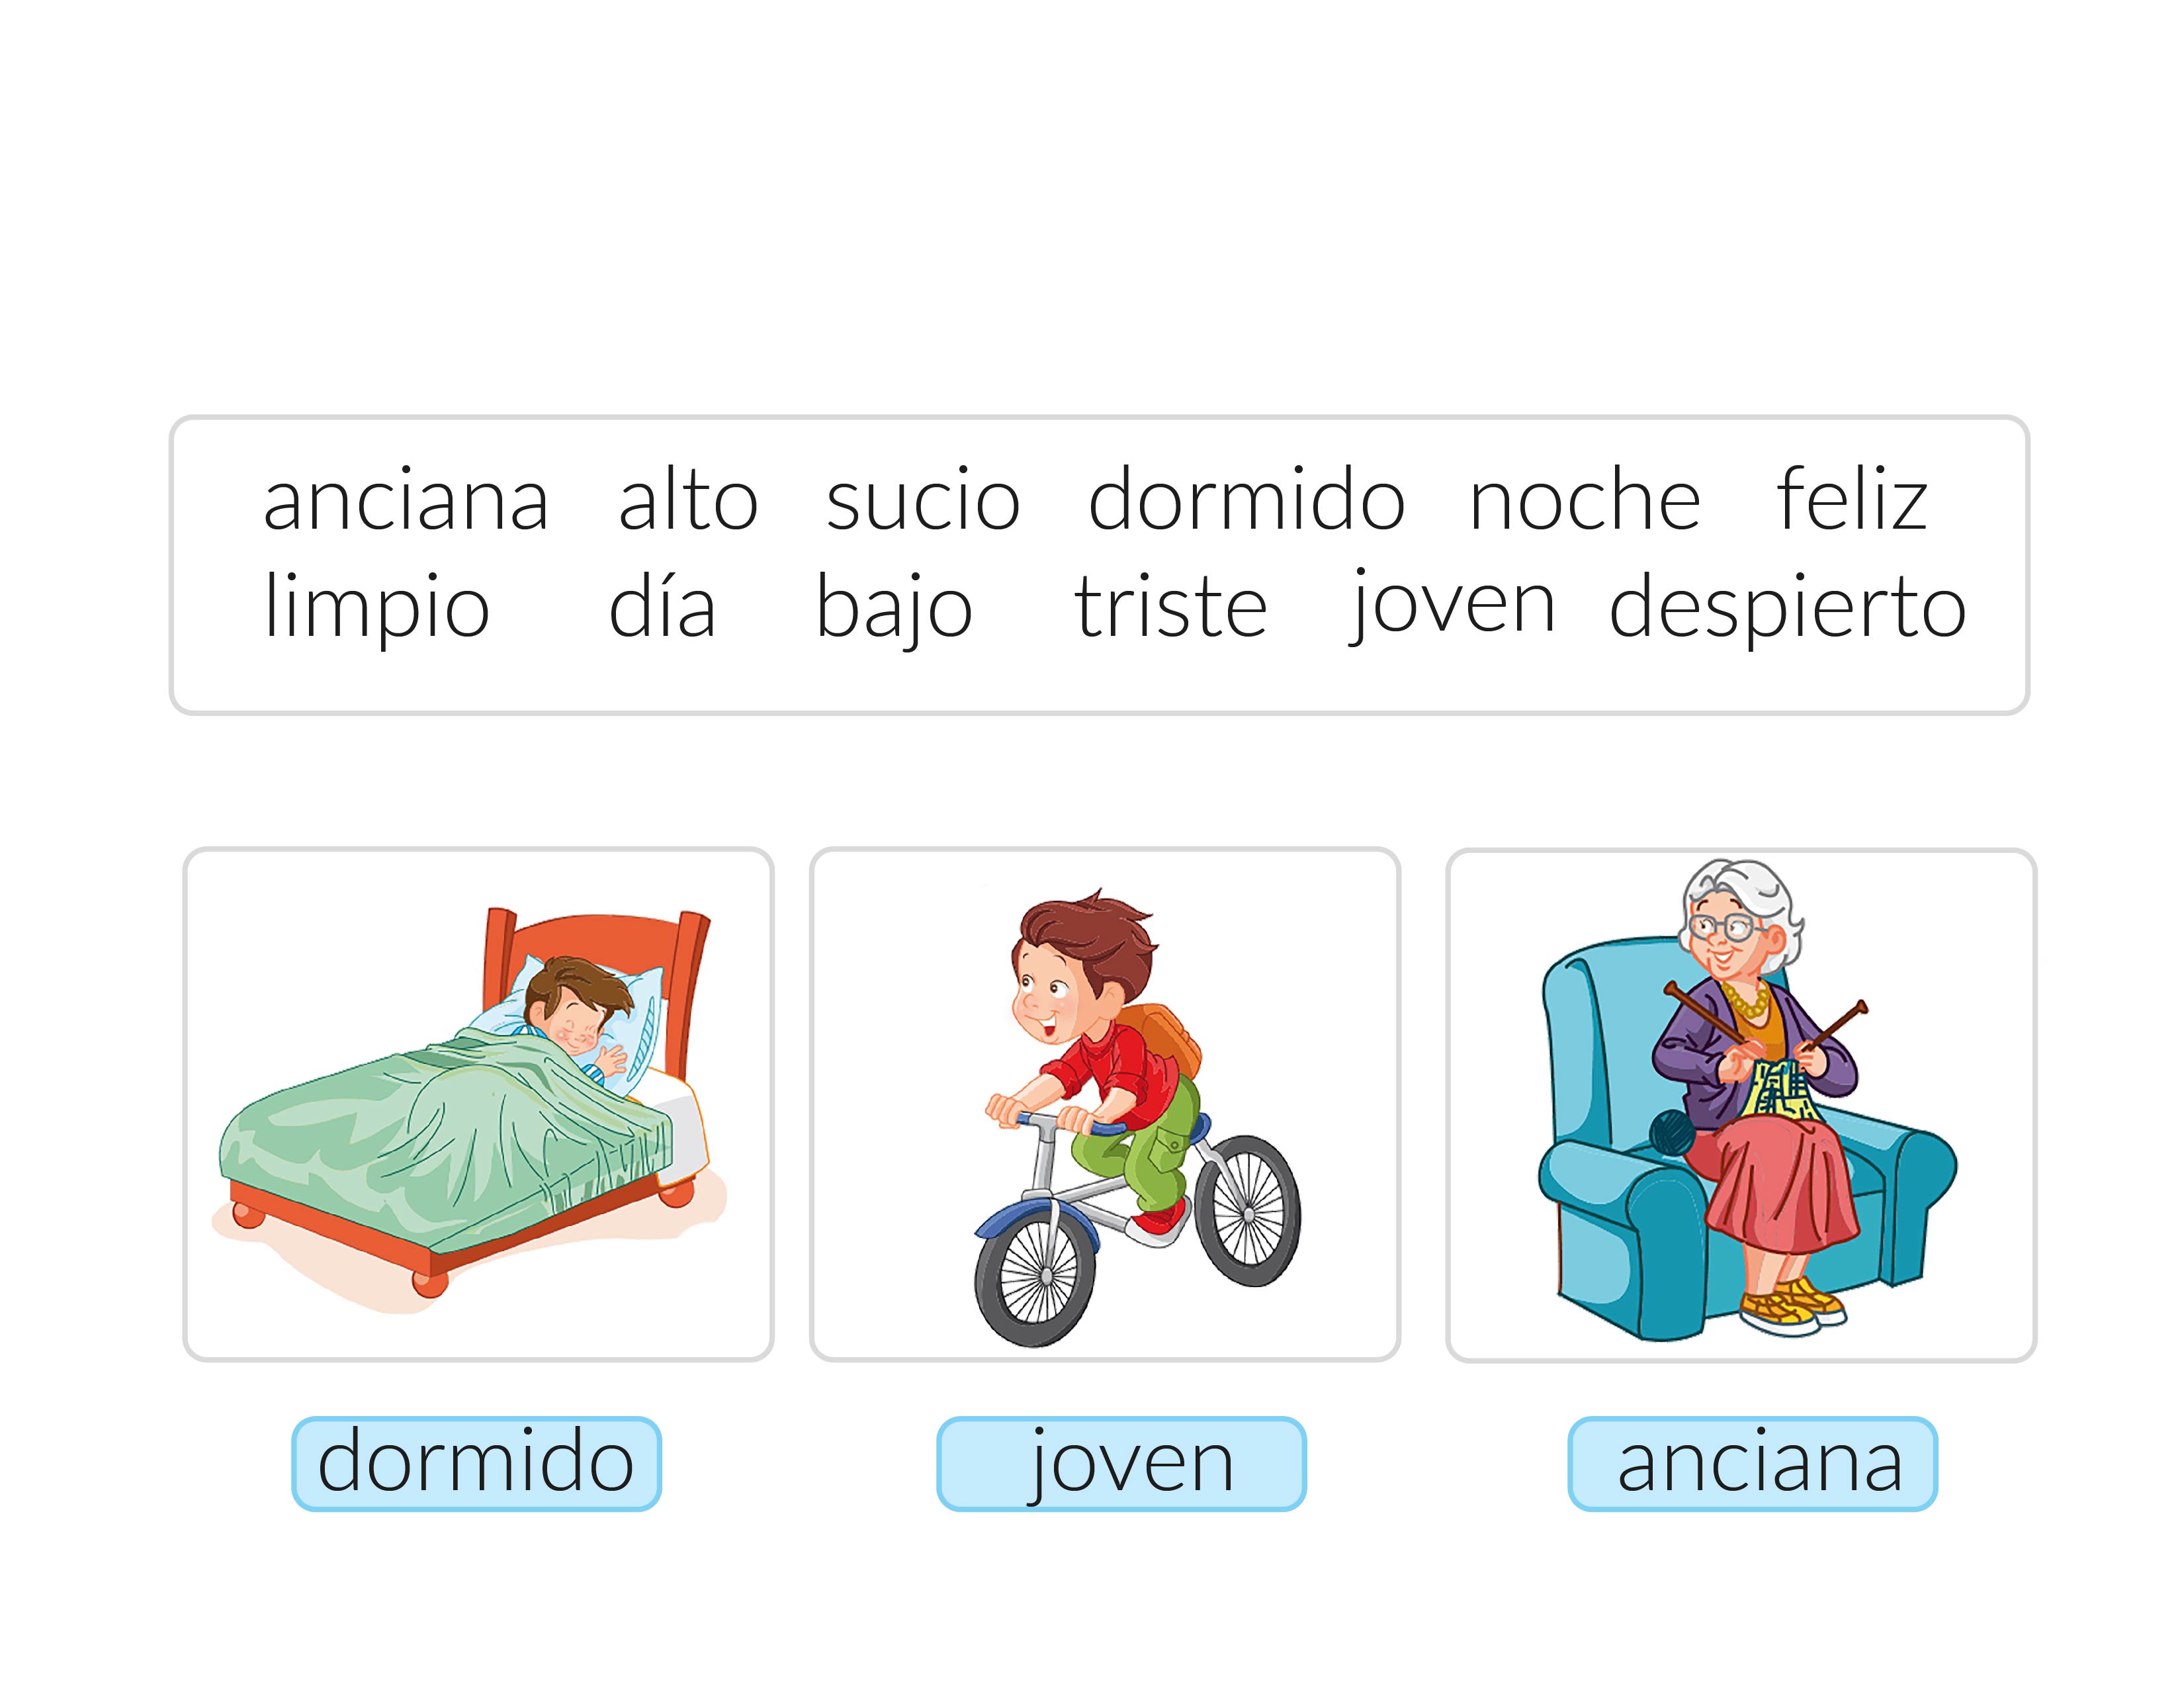 anciana alto sucio dormido noche feliz
limpio día bajo triste joven despierto
dormido joven anciana